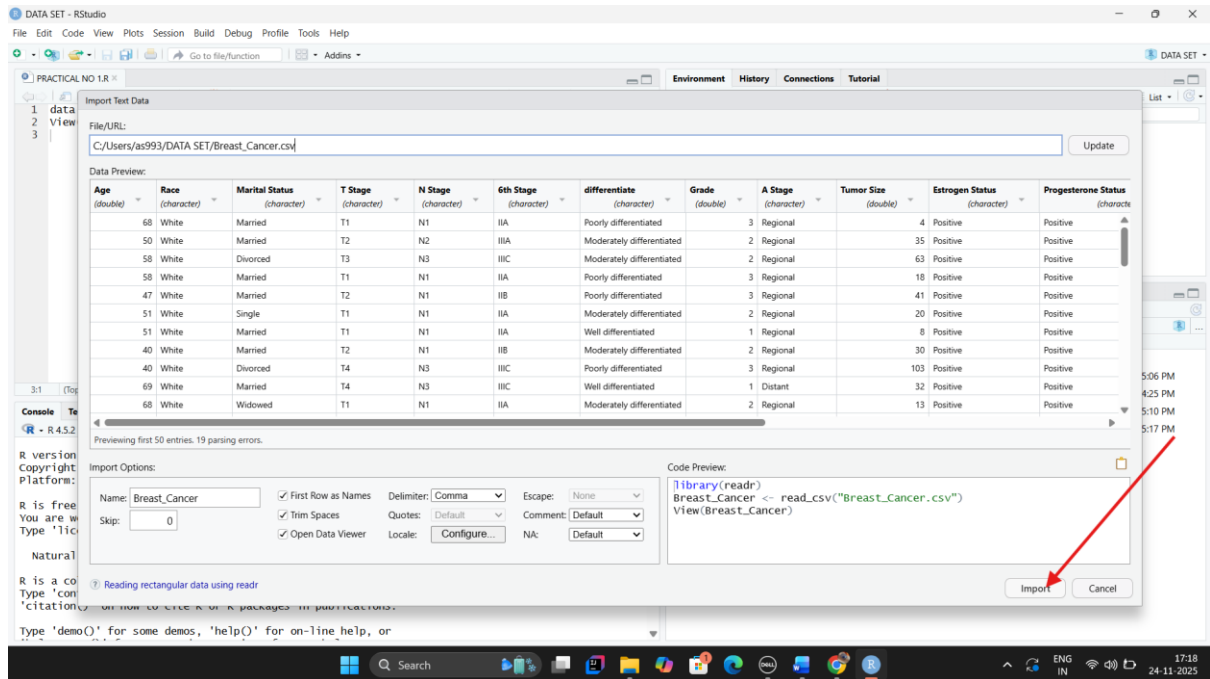 DATA SET - RStudio
File Edit Code View Plots Session Build Debug Profile Tools Help
Go to file/function Addins DATA SET
PRACTICAL NO 1.R Environment History Connections Tutorial
1 data
2 View
3
List
Import Text Data
File/URL:
C:/Users/as993/DATA SET/Breast_Cancer.csv Update
Data Preview:
Age Race Marital Status T Stage N Stage 6th Stage differentiate Grade A Stage Tumor Size Estrogen Status Progesterone Status
(double) (character) (character) (character) (character) (character) (character) (double) (character) (double) (character) (characte
68 White Married T1 N1 IIA Poorly differentiated 3 Regional 4 Positive Positive
50 White Married T2 N2 IIIA Moderately differentiated 2 Regional 35 Positive Positive
58 White Divorced T3 N3 IIIC Moderately differentiated 2 Regional 63 Positive Positive
58 White Married T1 N1 IIA Poorly differentiated 3 Regional 18 Positive Positive
47 White Married T2 N1 IIB Poorly differentiated 3 Regional 41 Positive Positive
51 White Single T1 N1 IIA Moderately differentiated 2 Regional 20 Positive Positive
51 White Married T1 N1 IIA Well differentiated 1 Regional 8 Positive Positive
40 White Married T2 N1 IIB Moderately differentiated 2 Regional 30 Positive Positive
40 White Divorced T4 N3 IIIC Poorly differentiated 3 Regional 103 Positive Positive
69 White Married T4 N3 IIIC Well differentiated 1 Distant 32 Positive Positive
68 White Widowed T1 N1 IIA Moderately differentiated 2 Regional 13 Positive Positive
Previewing first 50 entries. 19 parsing errors.
5:06 PM
4:25 PM
5:10 PM
5:17 PM
3:1 (Top
Console Te
R 4.5.2
R version
Copyright
Platform:
R is free
You are w
Type 'lic
Natural
R is a co
Type 'con
'citation()' on how to cite R or R packages in publications.
Type 'demo()' for some demos, 'help()' for on-line help, or
Import Options:
Name: Breast_Cancer First Row as Names Delimiter: Comma Escape: None
Skip: 0 Trim Spaces Quotes: Default Comment: Default
Open Data Viewer Locale: Configure... NA: Default
Code Preview:
library(readr)
Breast_Cancer <- read_csv("Breast_Cancer.csv")
View(Breast_Cancer)
Reading rectangular data using readr
Import Cancel
Search
ENG
IN
17:18
24-11-2025